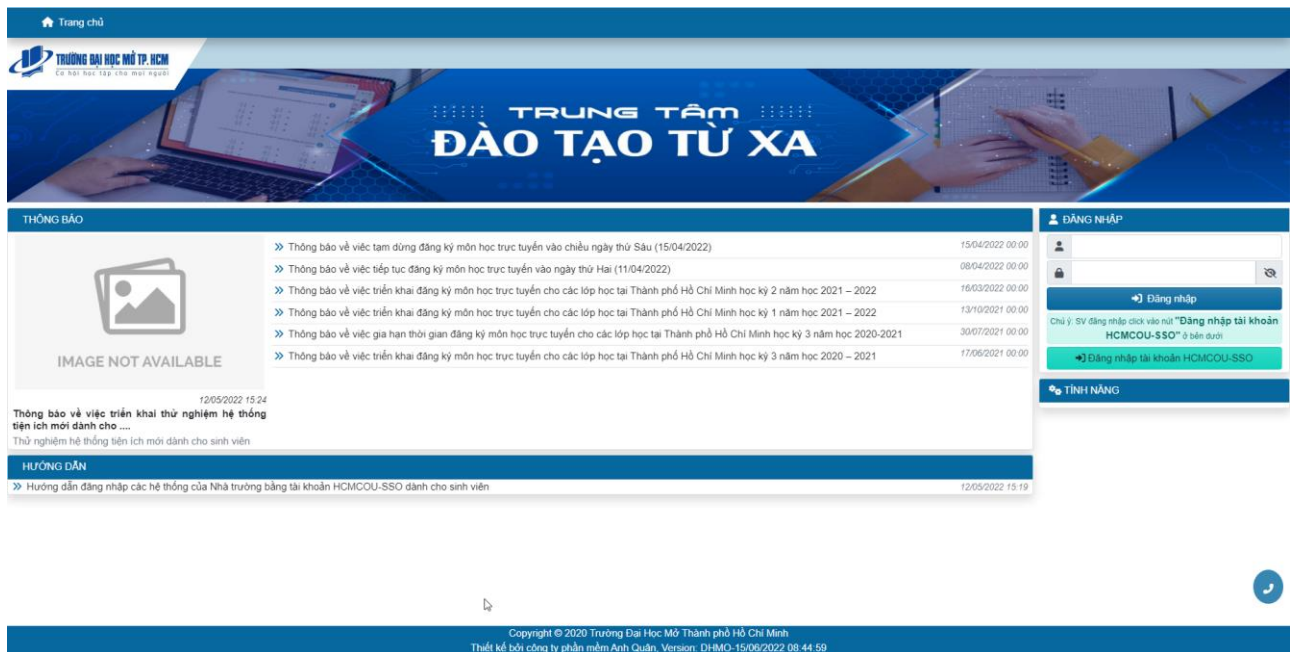 Trang chủ
TRƯỜNG ĐẠI HỌC MỞ TP. HCM
Cơ hội học tập cho mọi người
TRUNG TÂM
ĐÀO TẠO TỪ XA
THÔNG BÁO
IMAGE NOT AVAILABLE
12/05/2022 15:24
Thông báo về việc triển khai thử nghiệm hệ thống
tiện ích mới dành cho ....
Thử nghiệm hệ thống tiện ích mới dành cho sinh viên
Thông báo về việc tạm dừng đăng ký môn học trực tuyến vào chiều ngày thứ Sáu (15/04/2022) 15/04/2022 00:00
Thông báo về việc tiếp tục đăng ký môn học trực tuyến vào ngày thứ Hai (11/04/2022) 08/04/2022 00:00
Thông báo về việc triển khai đăng ký môn học trực tuyến cho các lớp học tại Thành phố Hồ Chí Minh học kỳ 2 năm học 2021 – 2022 16/03/2022 00:00
Thông báo về việc triển khai đăng ký môn học trực tuyến cho các lớp học tại Thành phố Hồ Chí Minh học kỳ 1 năm học 2021 – 2022 13/10/2021 00:00
Thông báo về việc gia hạn thời gian đăng ký môn học trực tuyến cho các lớp học tại Thành phố Hồ Chí Minh học kỳ 3 năm học 2020-2021 30/07/2021 00:00
Thông báo về việc triển khai đăng ký môn học trực tuyến cho các lớp học tại Thành phố Hồ Chí Minh học kỳ 3 năm học 2020 – 2021 17/06/2021 00:00
HƯỚNG DẪN
Hướng dẫn đăng nhập các hệ thống của Nhà trường bằng tài khoản HCMCOU-SSO dành cho sinh viên 12/05/2022 15:19
ĐĂNG NHẬP
Đăng nhập
Chú ý: SV đăng nhập click vào nút "Đăng nhập tài khoản
HCMCOU-SSO" ở bên dưới
Đăng nhập tài khoản HCMCOU-SSO
TÍNH NĂNG
Copyright © 2020 Trường Đại Học Mở Thành phố Hồ Chí Minh
Thiết kế bởi công ty phần mềm Anh Quân, Version: DHMO-15/06/2022 08:44:59